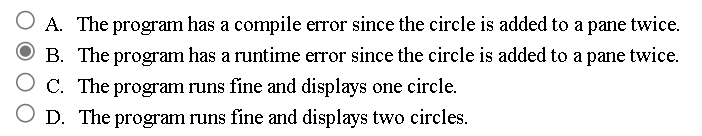 A. The program has a compile error since the circle is added to a pane twice.
B. The program has a runtime error since the circle is added to a pane twice.
C. The program runs fine and displays one circle.
D. The program runs fine and displays two circles.